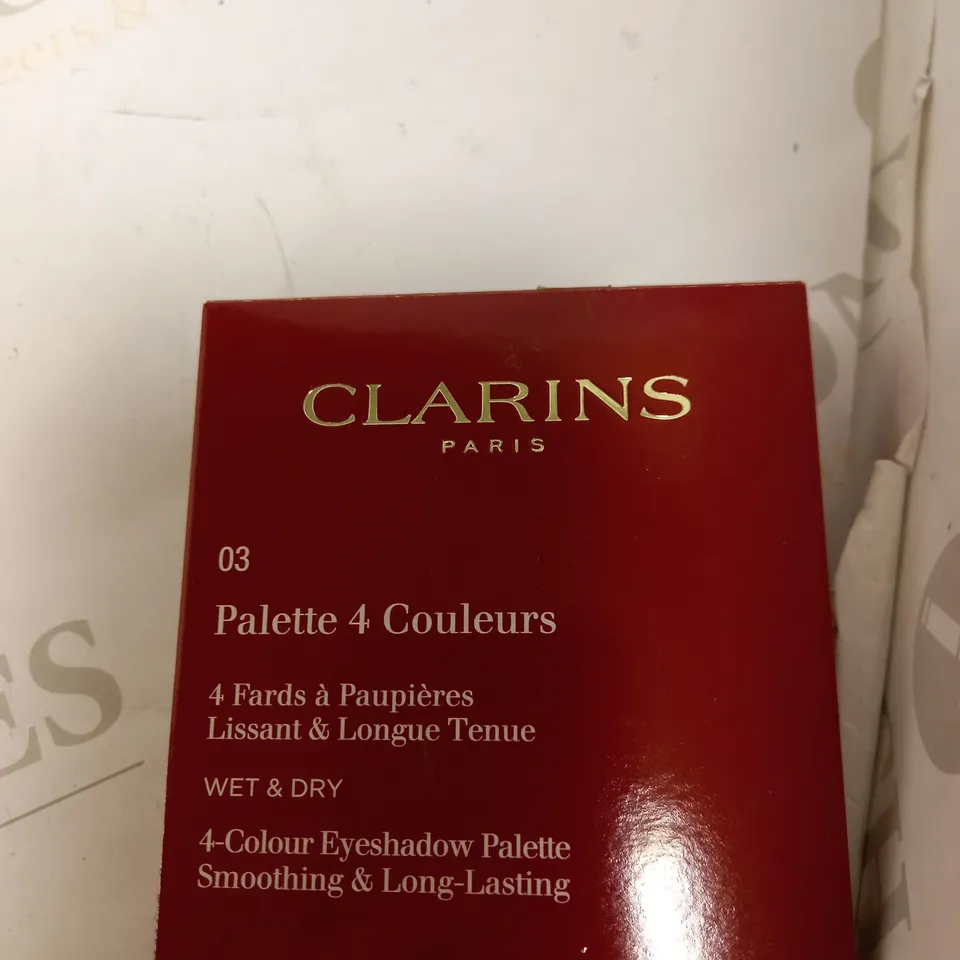 CLARINS
PARIS
03
Palette 4 Couleurs
4 Fards à Paupières
Lissant & Longue Tenue
WET & DRY
4-Colour Eyeshadow Palette
Smoothing & Long-Lasting